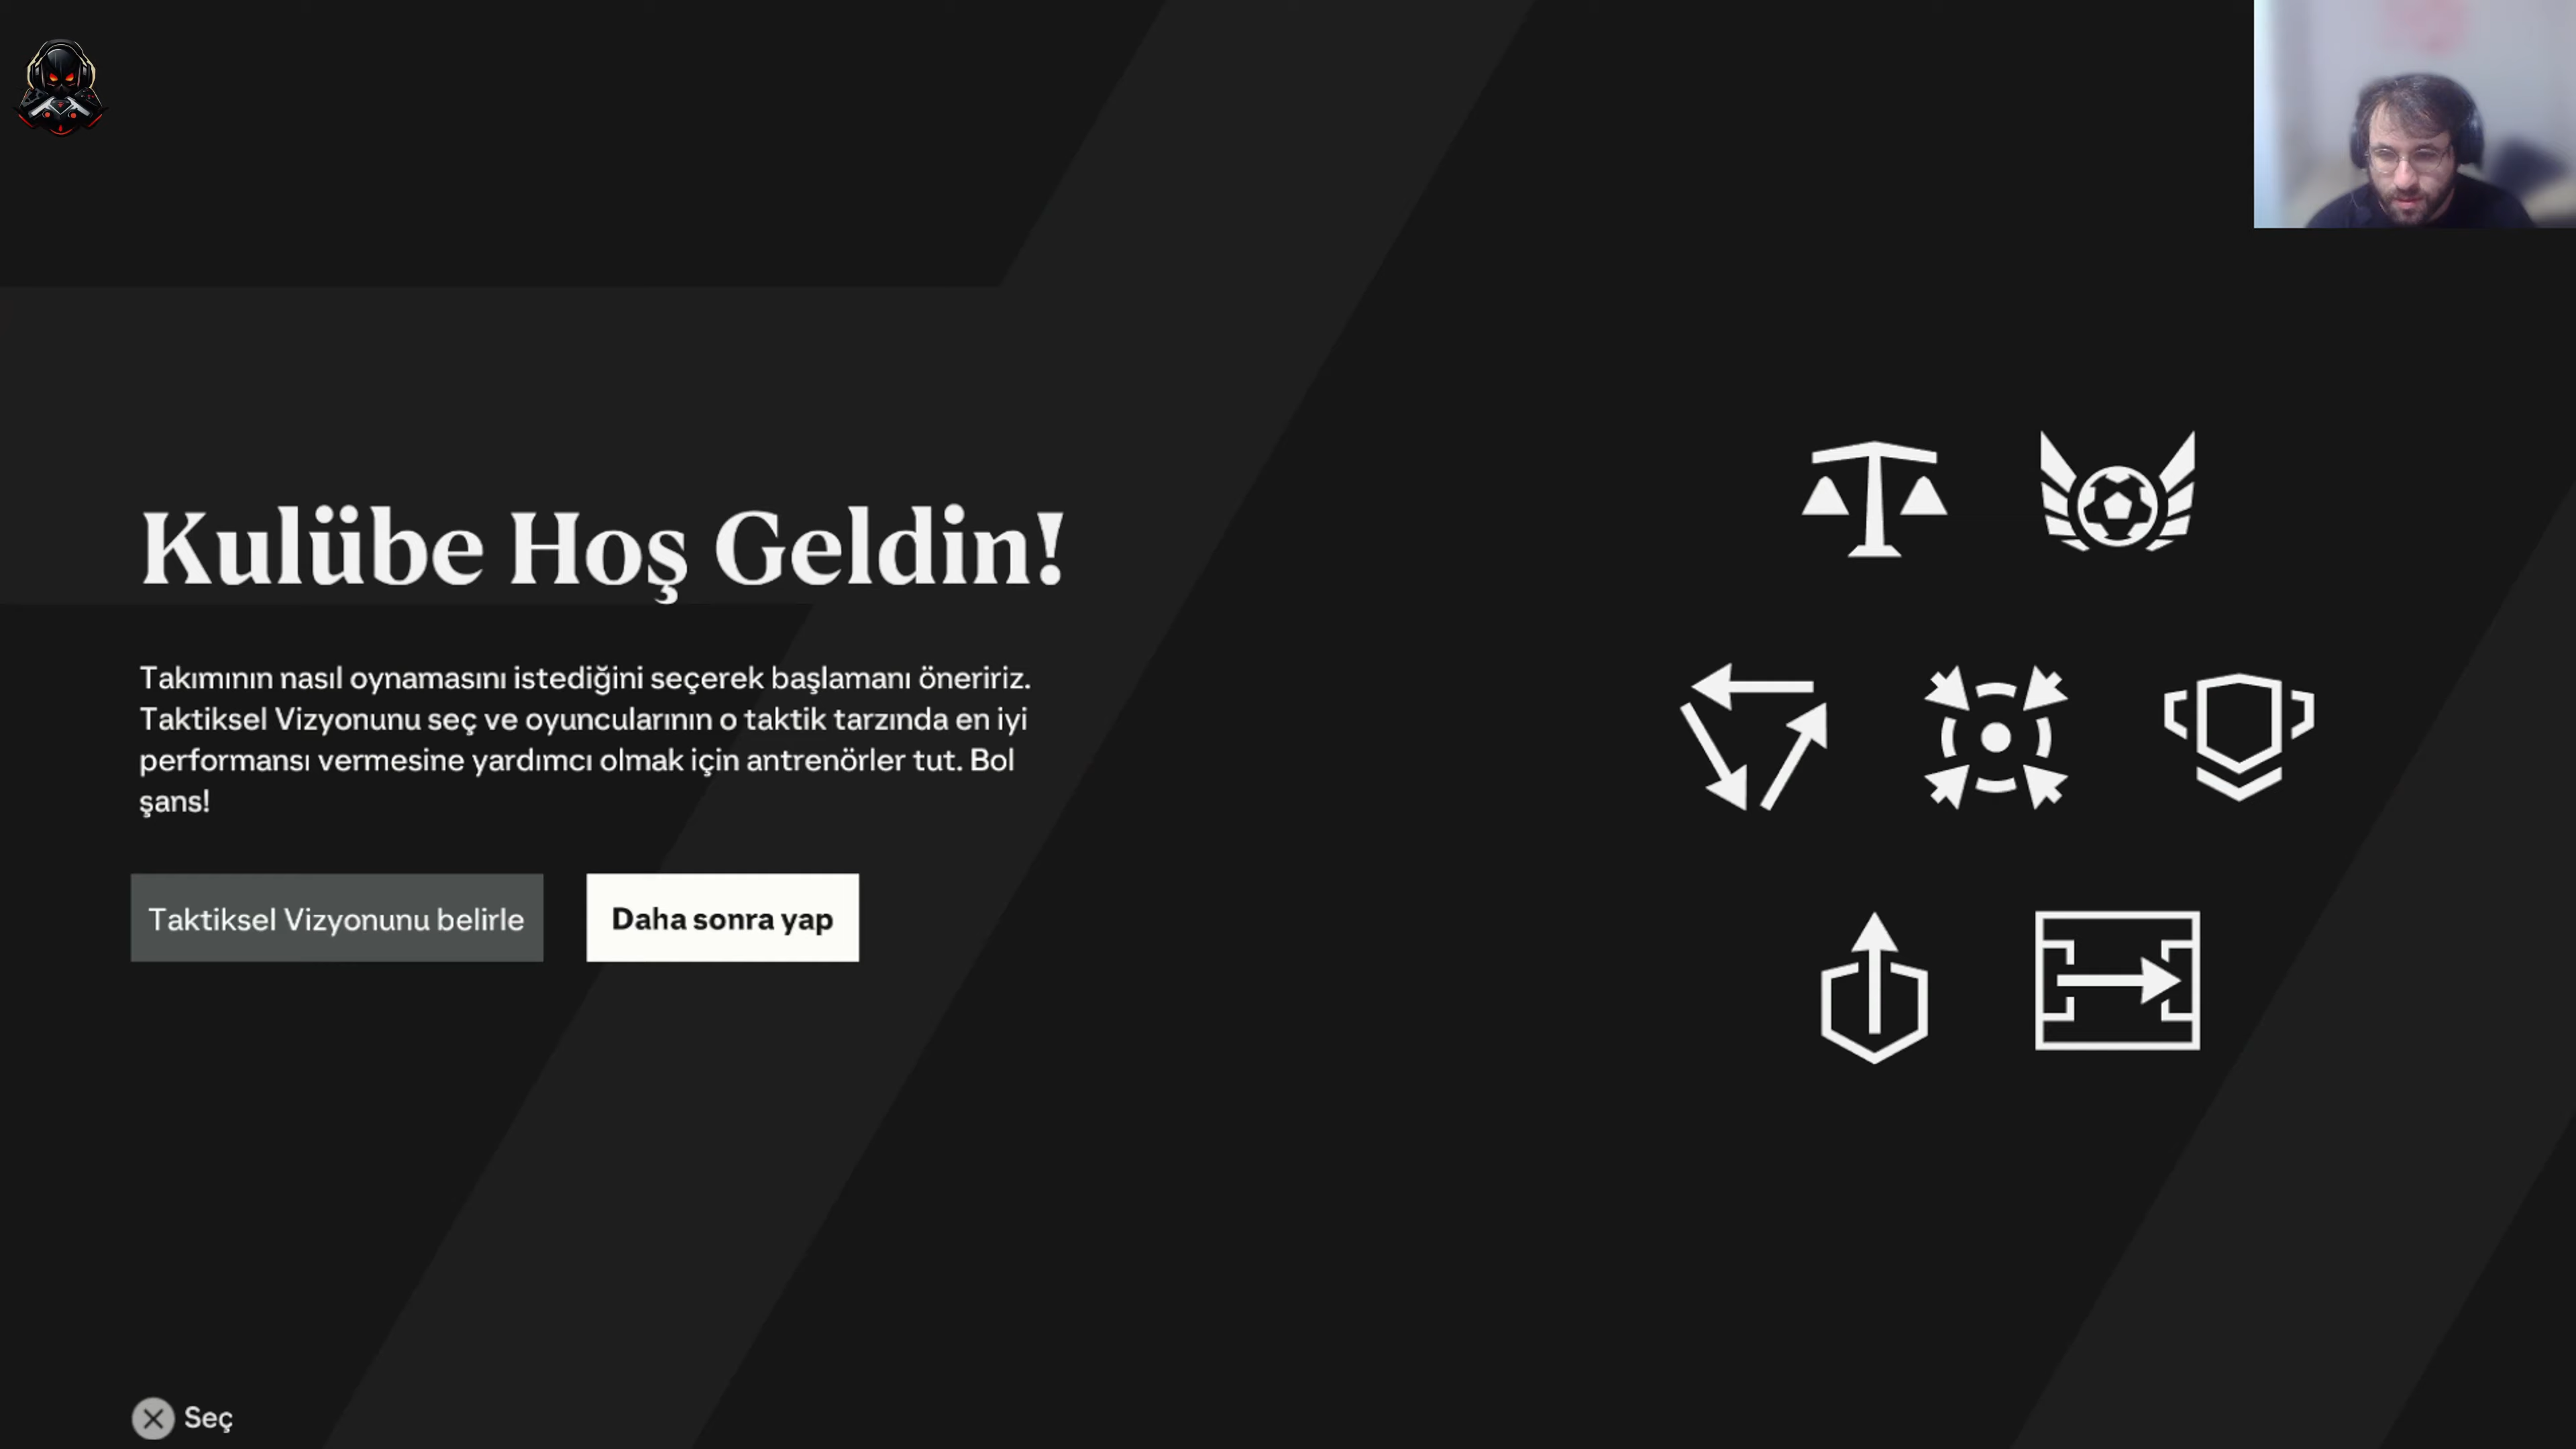 Kulübe Hoş Geldin!
Takımının nasıl oynamasını istediğini seçerek başlamanı öneririz.
Taktiksel Vizyonunu seç ve oyuncularının o taktik tarzında en iyi
performansı vermesine yardımcı olmak için antrenörler tut. Bol
şans!
Taktiksel Vizyonunu belirle
Daha sonra yap
Seç